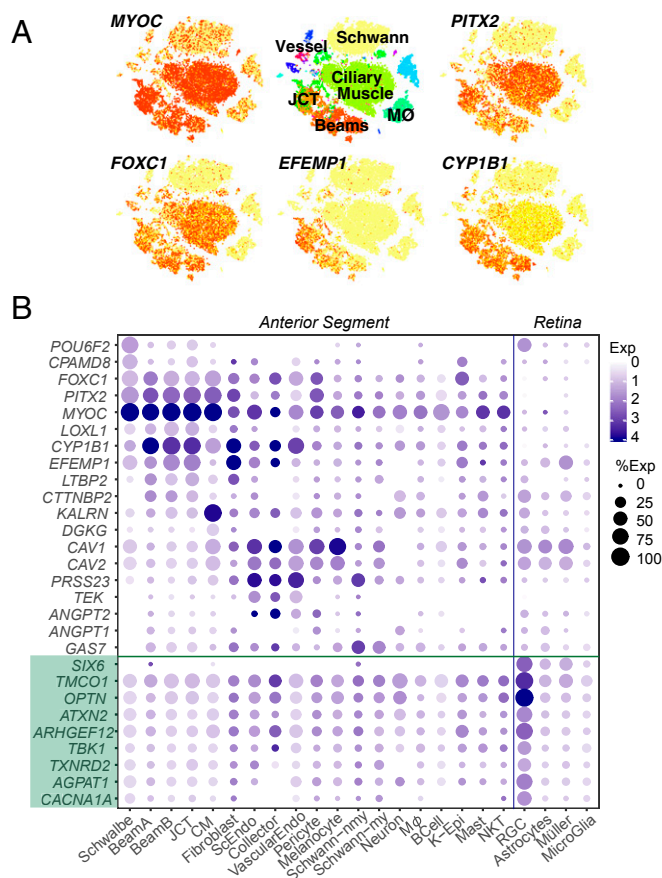 A
MYOC
Vessel
Schwann
Ciliary
Muscle
JCT
Beams
MØ
PITX2
FOXC1
EFEMP1
CYP1B1
B
Anterior Segment
Retina
POU6F2
CPAMD8
FOXC1
PITX2
MYOC
LOXL1
CYP1B1
EFEMP1
LTBP2
CTTNBP2
KALRN
DGKG
CAV1
CAV2
PRSS23
TEK
ANGPT2
ANGPT1
GAS7
SIX6
TMCO1
OPTN
ATXN2
ARHGEF12
TBK1
TXNRD2
AGPAT1
CACNA1A
Exp
0
1
2
3
4
%Exp
0
25
50
75
100
Schwalbe
BeamA
BeamB
JCT
CM
Fibroblast
ScEndo
Collector
VascularEndo
Pericyte
Melanocyte
Schwann-nmy
Schwann-my
Neuron
Mϕ
BCell
K-Epi
Mast
NKT
RGC
Astrocytes
Müller
MicroGlia